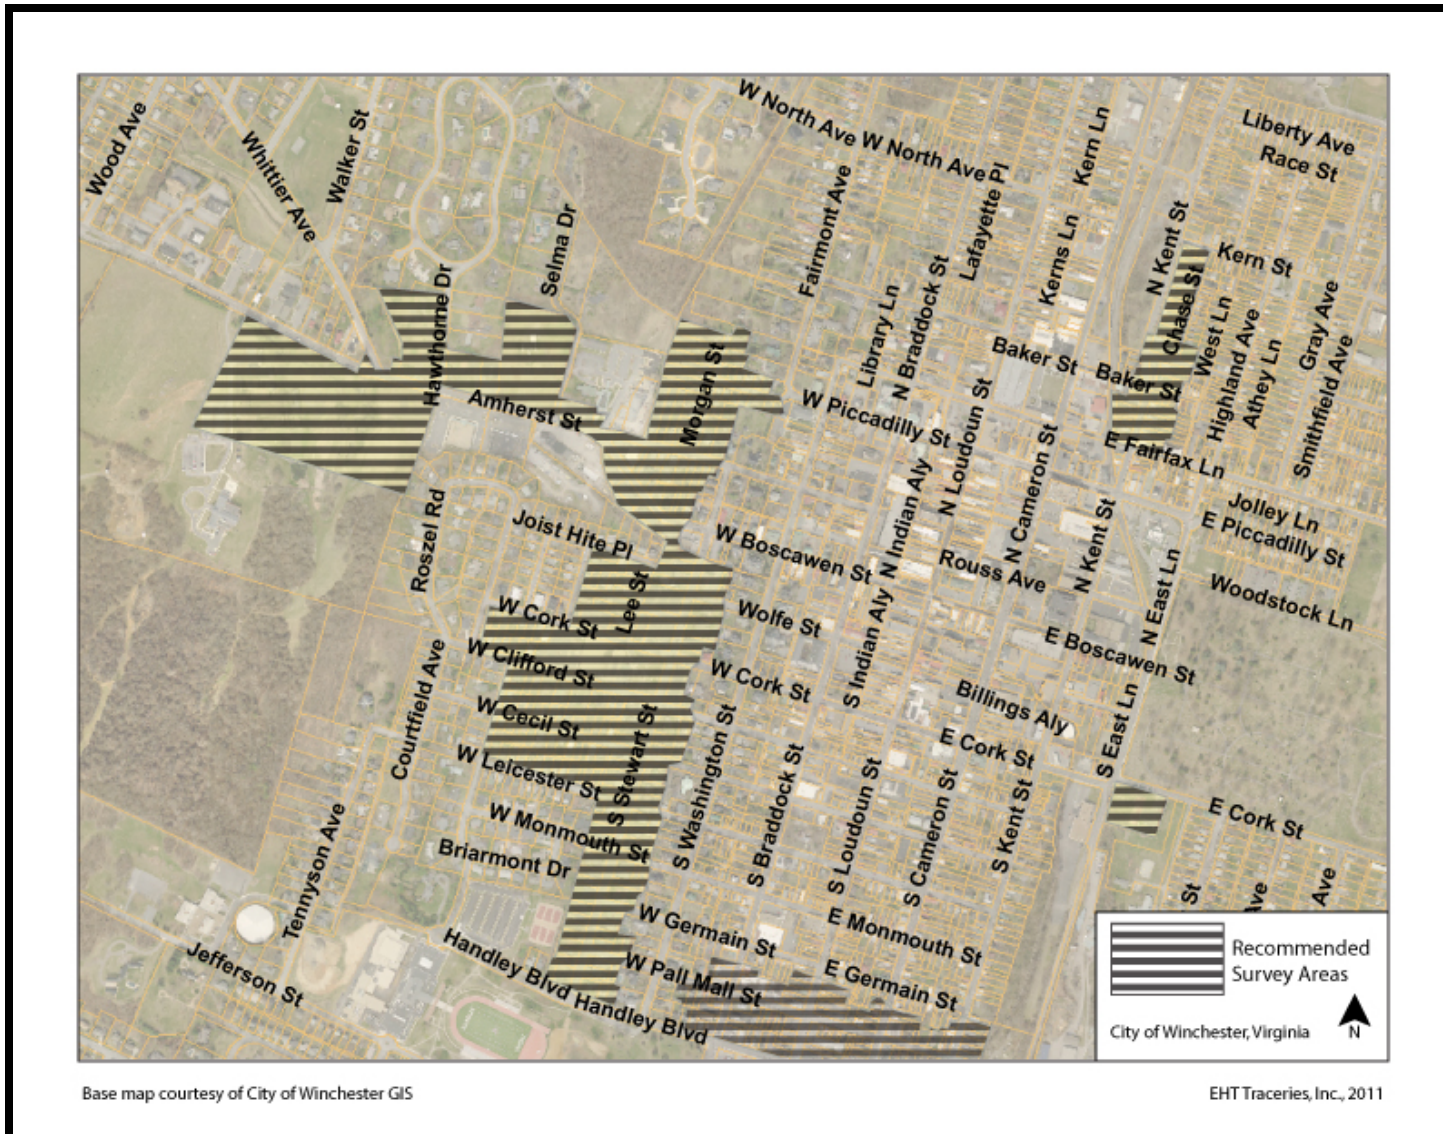 Wood Ave
Whittier Ave
Walker St
Hawthorne Dr
Selma Dr
W North Ave
W North Ave
Fairmont Ave
Library Ln
N Braddock St
Lafayette Pl
Kerns Ln
Kern Ln
Liberty Ave
Race St
N Kent St
Kern St
Chase St
West Ln
Highland Ave
Athey Ln
Gray Ave
Smithfield Ave
Baker St
Baker St
Morgan St
Amherst St
W Piccadilly St
N Loudoun St
N Cameron St
E Fairfax Ln
Jolley Ln
E Piccadilly St
Woodstock Ln
Roszel Rd
Joist Hite Pl
W Boscawen St
N Indian Aly
Rouss Ave
N Kent St
N East Ln
E Boscawen St
Lee St
Wolfe St
W Cork St
W Clifford St
W Cork St
S Indian Aly
Billings Aly
E Cork St
S East Ln
Courtfield Ave
W Cecil St
S Stewart St
S Washington St
W Leicester St
W Monmouth St
Briarmont Dr
Tennyson Ave
S Braddock St
S Loudoun St
S Cameron St
S Kent St
E Cork St
St
Ave
Ave
W Germain St
E Monmouth St
Jefferson St
Handley Blvd
Handley Blvd
W Pall Mall St
E Germain St
Recommended
Survey Areas
City of Winchester, Virginia
N
Base map courtesy of City of Winchester GIS
EHT Traceries, Inc., 2011